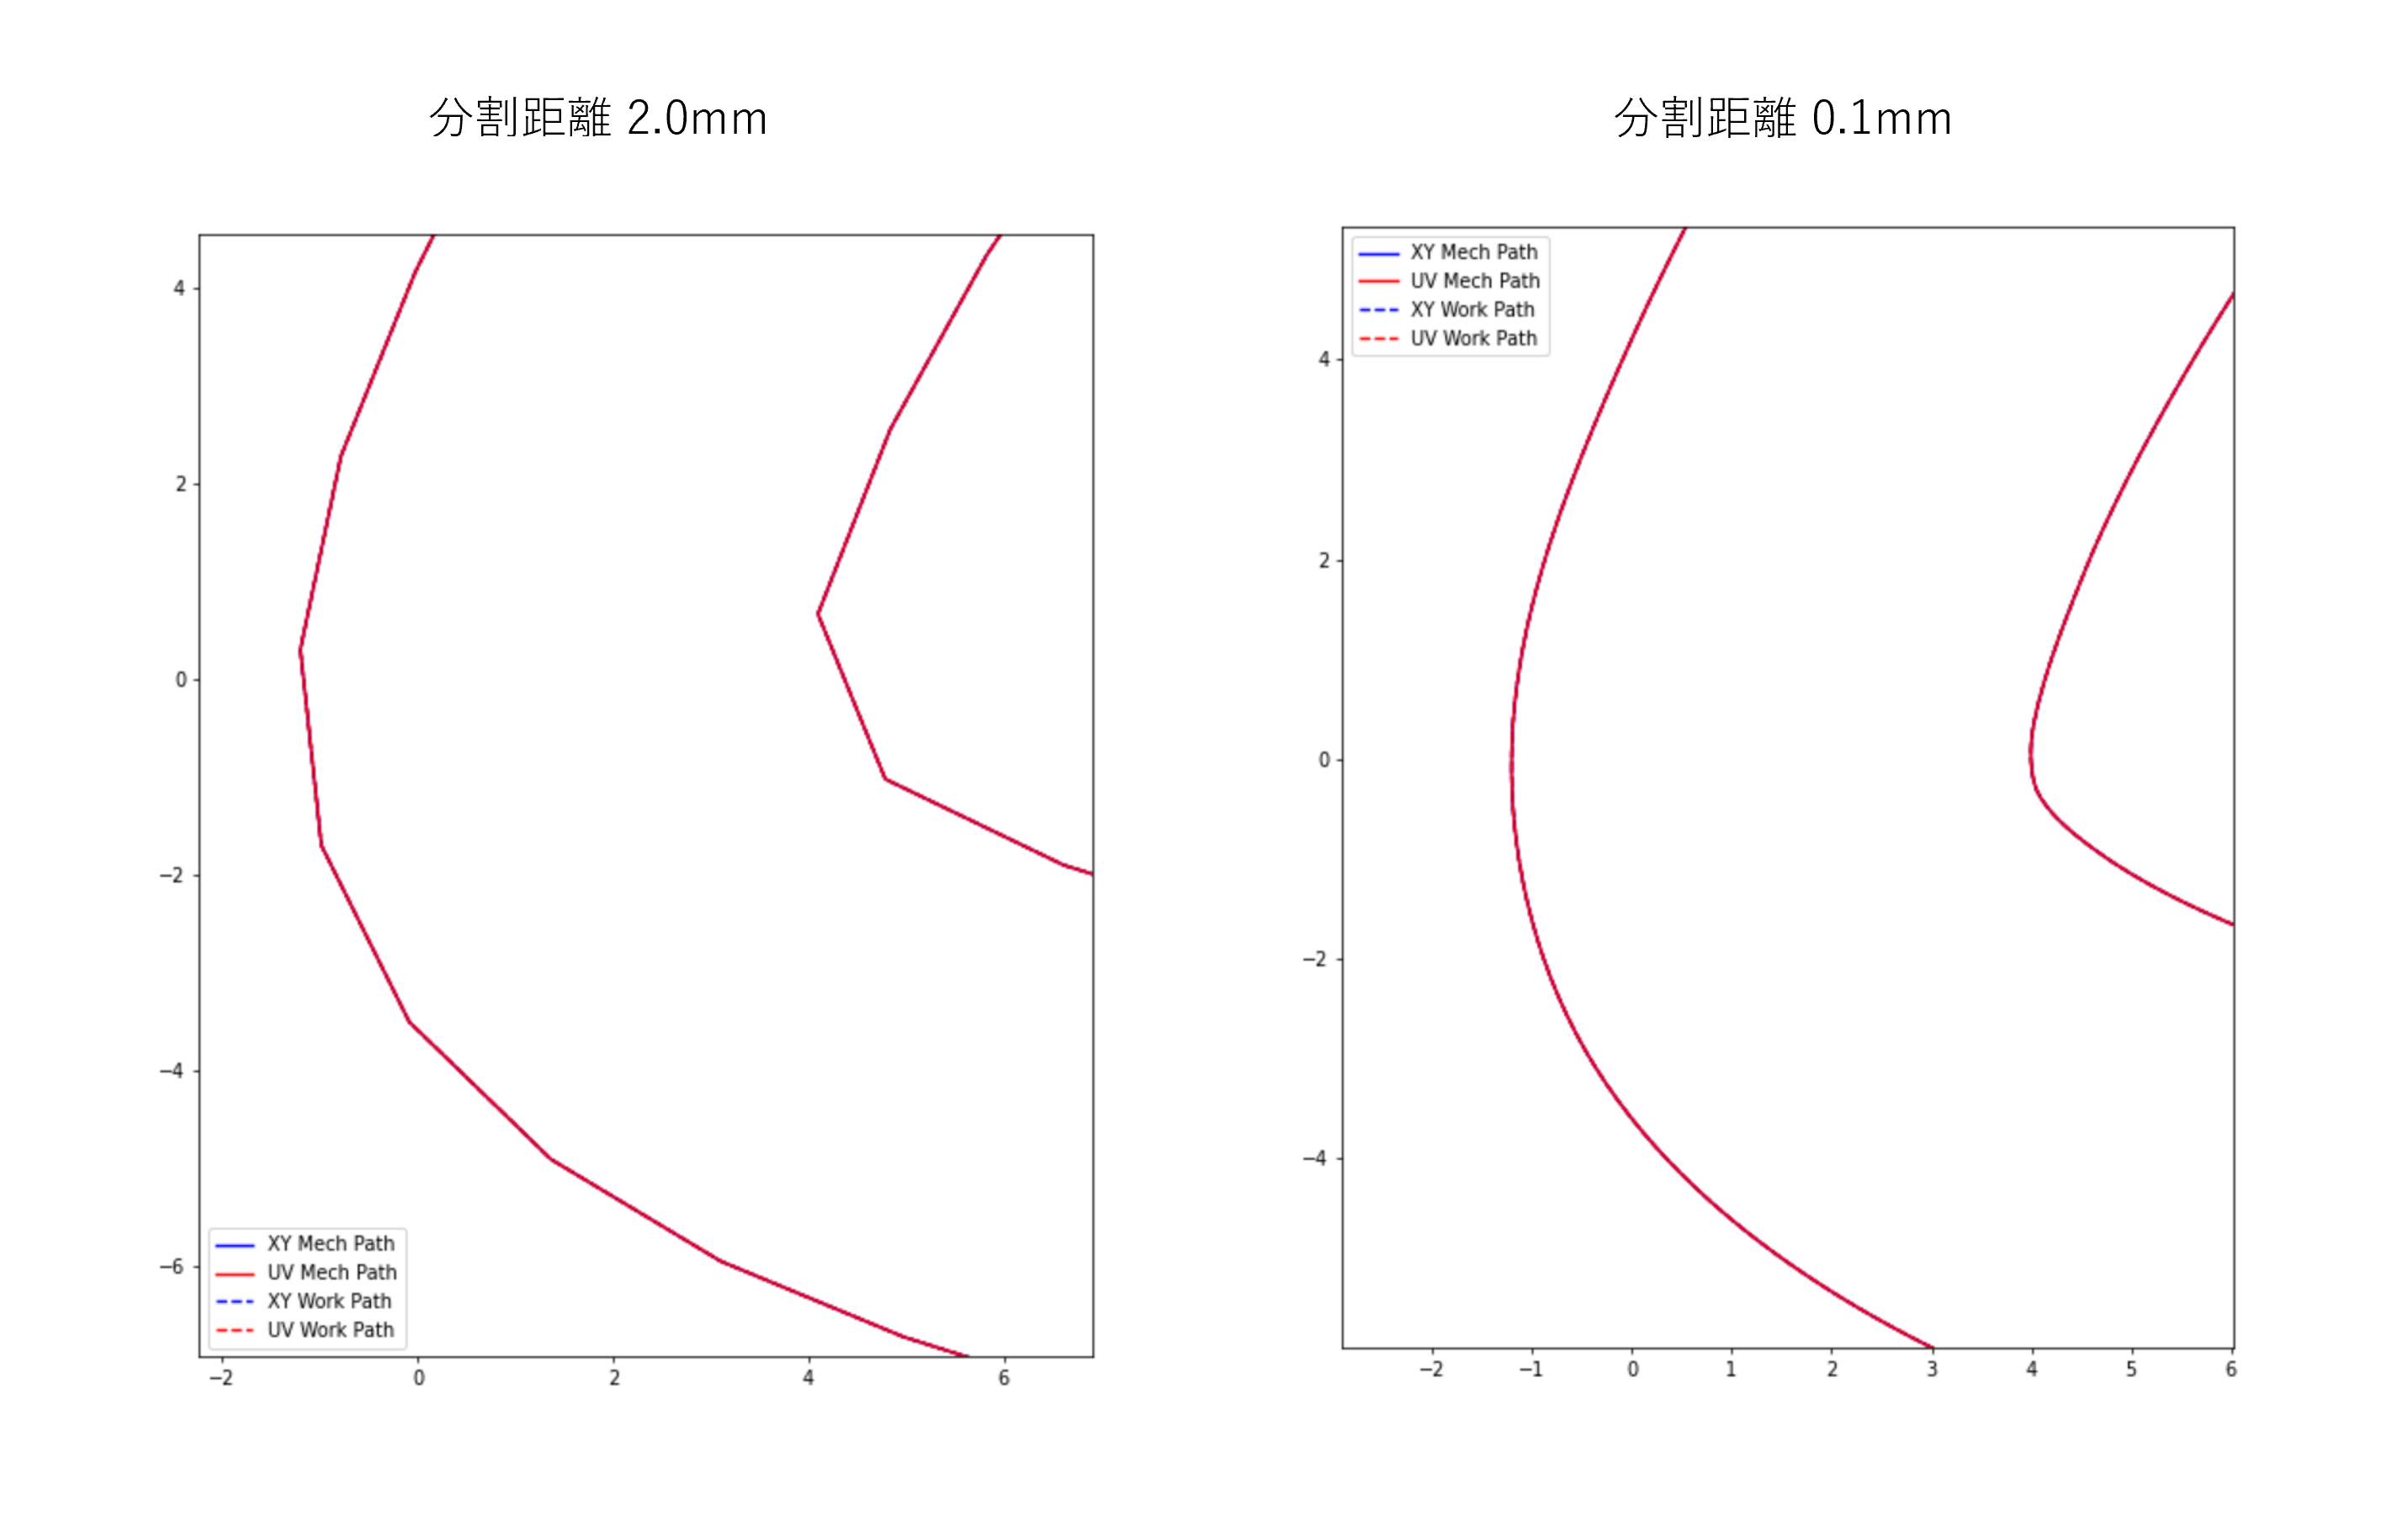 分割距離 2.0mm
4
2
0
−2
−4
−6
−2 0 2 4 6
XY Mech Path
UV Mech Path
XY Work Path
UV Work Path
分割距離 0.1mm
XY Mech Path
UV Mech Path
XY Work Path
UV Work Path
4
2
0
−2
−4
−2 −1 0 1 2 3 4 5 6